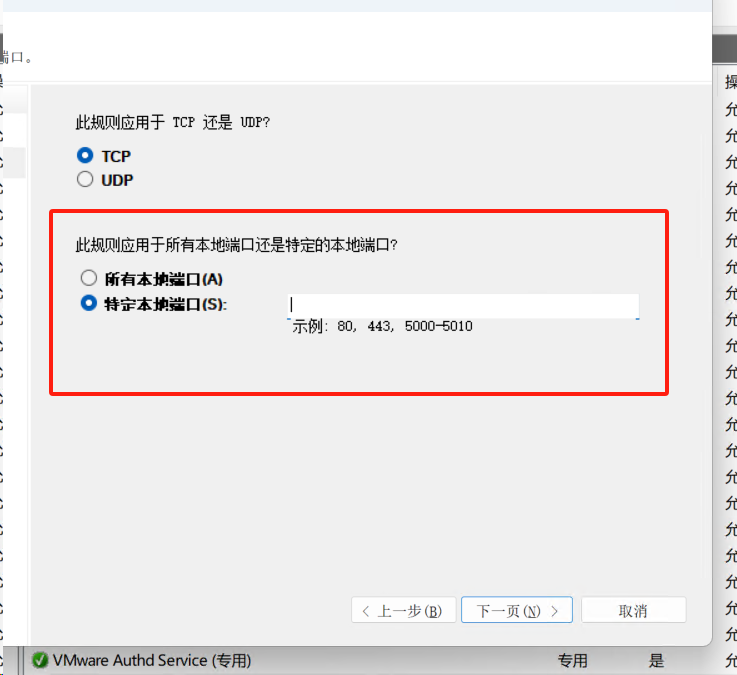 端口。
此规则应用于 TCP 还是 UDP?
TCP
UDP
此规则应用于所有本地端口还是特定的本地端口?
所有本地端口(A)
特定本地端口(S):
示例: 80, 443, 5000-5010
< 上一步(B)
下一页(N) >
取消
VMware Authd Service (专用)
专用
是
允